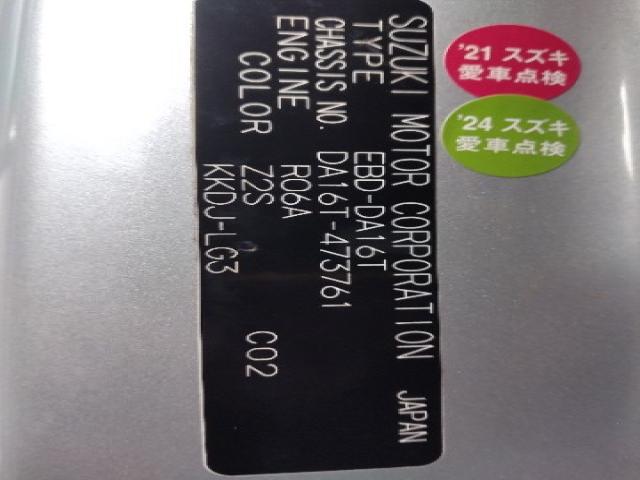 SUZUKI MOTOR CORPORATION JAPAN
TYPE EBD-DA16T
CHASSIS NO. DA16T-473761
ENGINE R06A
COLOR Z2S C02
KKDJ-LG3
'21 スズキ
愛車点検
'24 スズキ
愛車点検